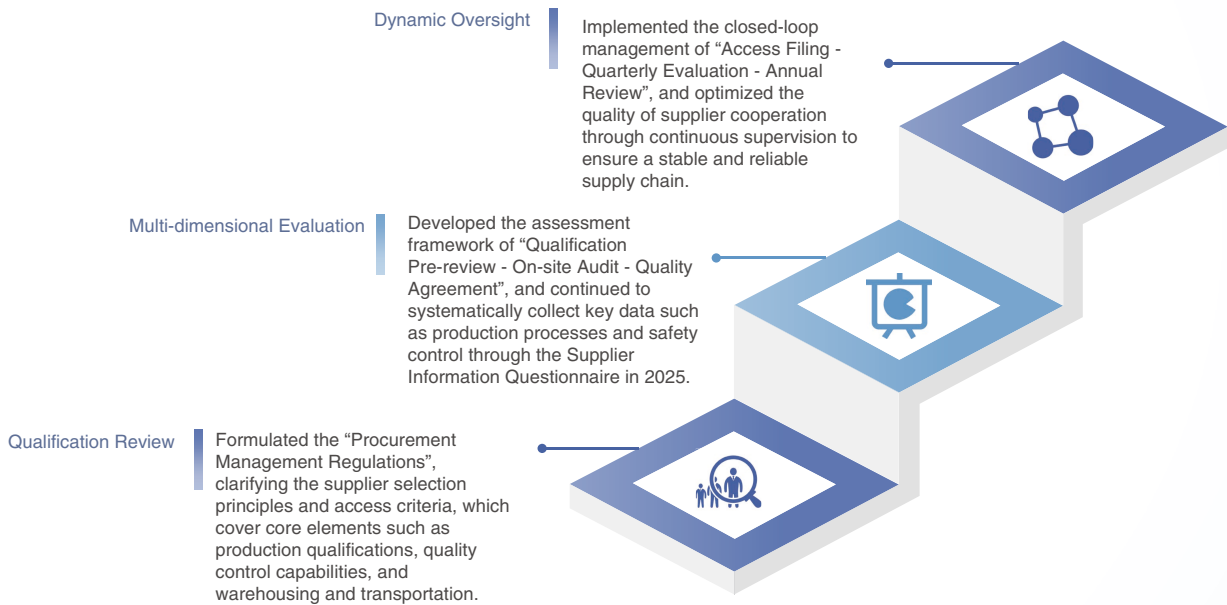 Dynamic Oversight
Implemented the closed-loop
management of “Access Filing -
Quarterly Evaluation - Annual
Review”, and optimized the
quality of supplier cooperation
through continuous supervision to
ensure a stable and reliable
supply chain.
Multi-dimensional Evaluation
Developed the assessment
framework of “Qualification
Pre-review - On-site Audit - Quality
Agreement”, and continued to
systematically collect key data such
as production processes and safety
control through the Supplier
Information Questionnaire in 2025.
Qualification Review
Formulated the “Procurement
Management Regulations”,
clarifying the supplier selection
principles and access criteria, which
cover core elements such as
production qualifications, quality
control capabilities, and
warehousing and transportation.